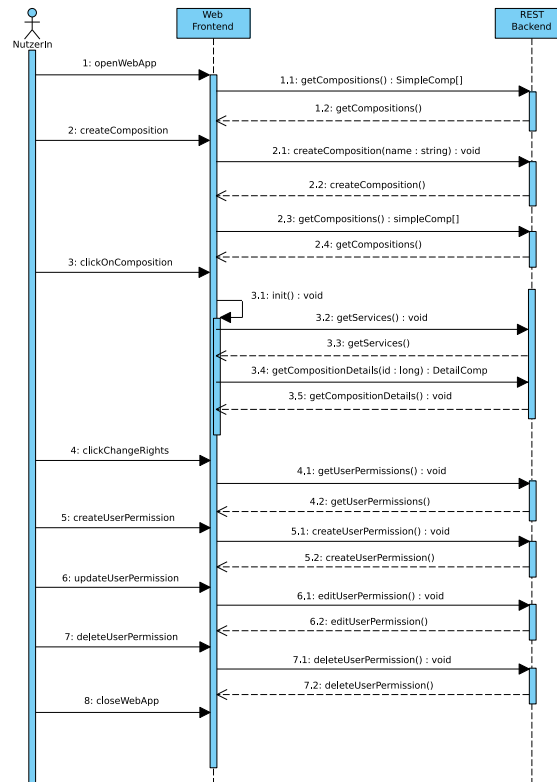 Web
Frontend
REST
Backend
NutzerIn
1: openWebApp
1.1: getCompositions() : SimpleComp[]
1.2: getCompositions()
2: createComposition
2.1: createComposition(name : string) : void
2.2: createComposition()
2.3: getCompositions() : simpleComp[]
2.4: getCompositions()
3: clickOnComposition
3.1: init() : void
3.2: getServices() : void
3.3: getServices()
3.4: getCompositionDetails(id : long) : DetailComp
3.5: getCompositionDetails() : void
4: clickChangeRights
4.1: getUserPermissions() : void
4.2: getUserPermissions()
5: createUserPermission
5.1: createUserPermission() : void
5.2: createUserPermission()
6: updateUserPermission
6.1: editUserPermission() : void
6.2: editUserPermission()
7: deleteUserPermission
7.1: deleteUserPermission() : void
7.2: deleteUserPermission()
8: closeWebApp